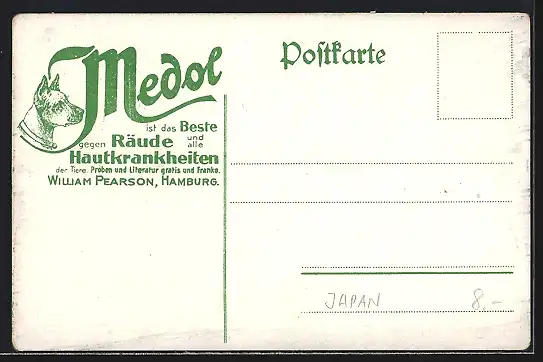 Medol
ist das Beste
gegen Räude und alle
Hautkrankheiten
der Tiere. Proben und Literatur gratis und franko.
WILLIAM PEARSON, HAMBURG.
Poſtkarte
JAPAN 8,-